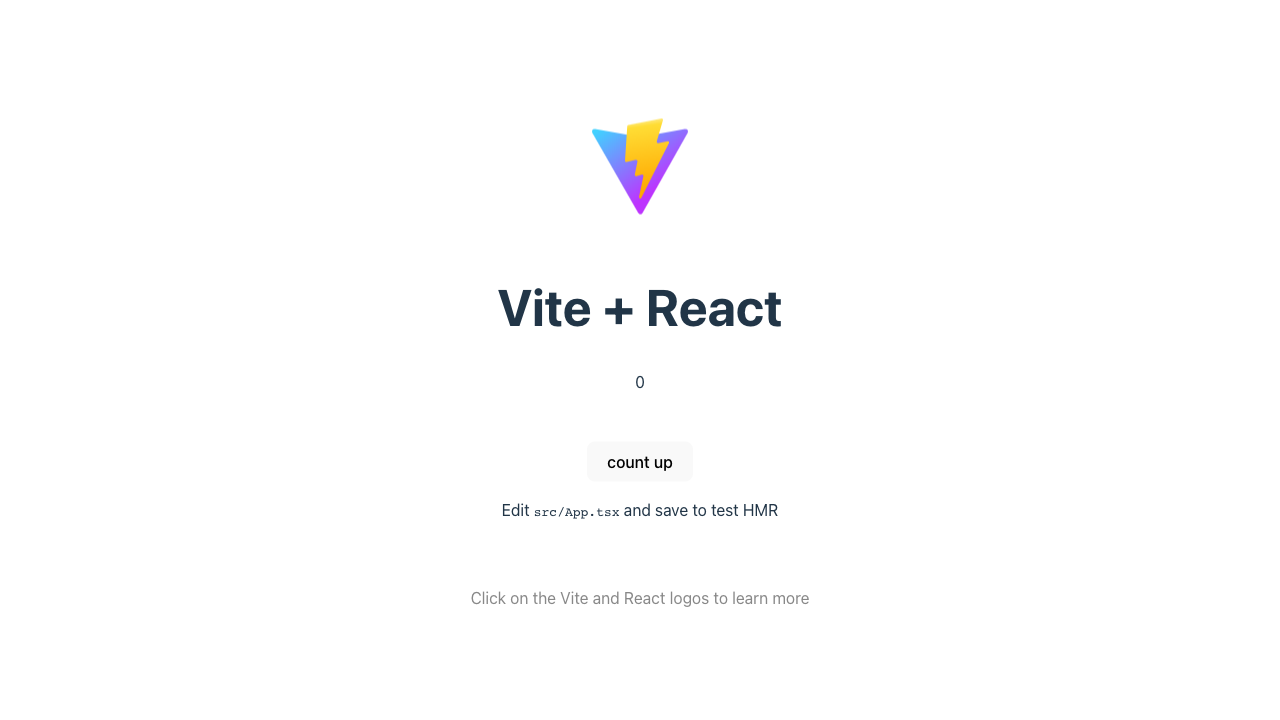 Vite + React
0
count up
Edit src/App.tsx and save to test HMR
Click on the Vite and React logos to learn more